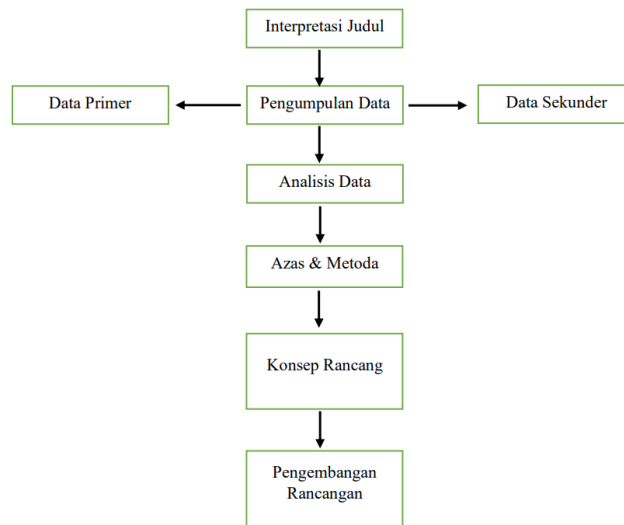 Interpretasi Judul
Data Primer
Pengumpulan Data
Data Sekunder
Analisis Data
Azas & Metoda
Konsep Rancang
Pengembangan
Rancangan